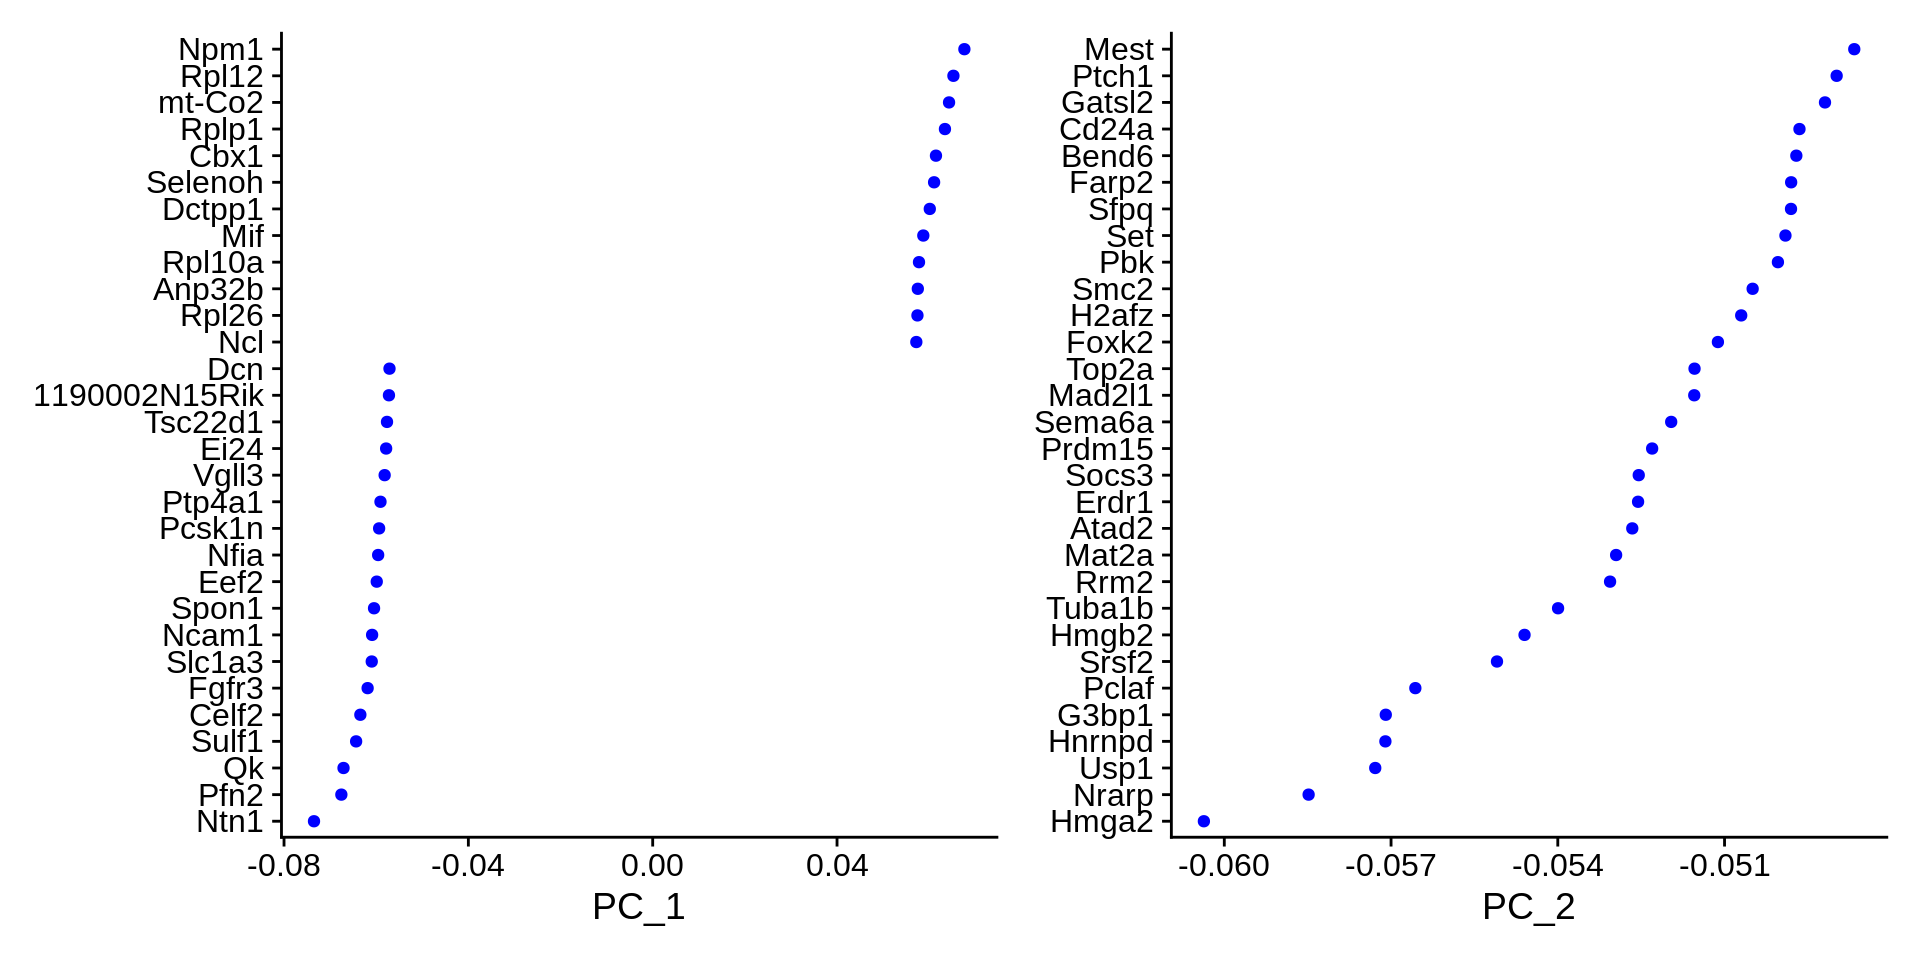 Npm1
Rpl12
mt-Co2
Rplp1
Cbx1
Selenoh
Dctpp1
Mif
Rpl10a
Anp32b
Rpl26
Ncl
Dcn
1190002N15Rik
Tsc22d1
Ei24
Vgll3
Ptp4a1
Pcsk1n
Nfia
Eef2
Spon1
Ncam1
Slc1a3
Fgfr3
Celf2
Sulf1
Qk
Pfn2
Ntn1
-0.08 -0.04 0.00 0.04
PC_1
Mest
Ptch1
Gatsl2
Cd24a
Bend6
Farp2
Sfpq
Set
Pbk
Smc2
H2afz
Foxk2
Top2a
Mad2l1
Sema6a
Prdm15
Socs3
Erdr1
Atad2
Mat2a
Rrm2
Tuba1b
Hmgb2
Srsf2
Pclaf
G3bp1
Hnrnpd
Usp1
Nrarp
Hmga2
-0.060 -0.057 -0.054 -0.051
PC_2